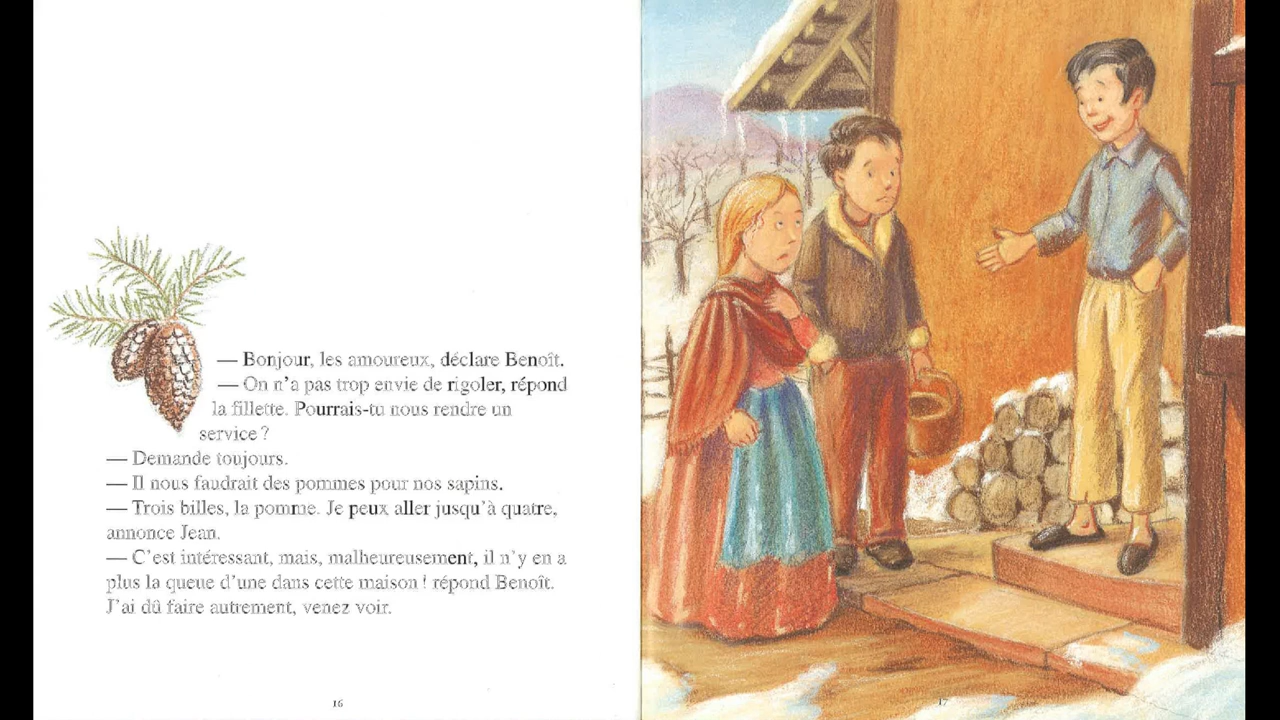 — Bonjour, les amoureux, déclare Benoît.
— On n'a pas trop envie de rigoler, répond
la fillette. Pourrais-tu nous rendre un
service ?
— Demande toujours.
— Il nous faudrait des pommes pour nos sapins.
— Trois billes, la pomme. Je peux aller jusqu'à quatre,
annonce Jean.
— C'est intéressant, mais, malheureusement, il n'y en a
plus la queue d'une dans cette maison ! répond Benoît.
J'ai dû faire autrement, venez voir.
16
17